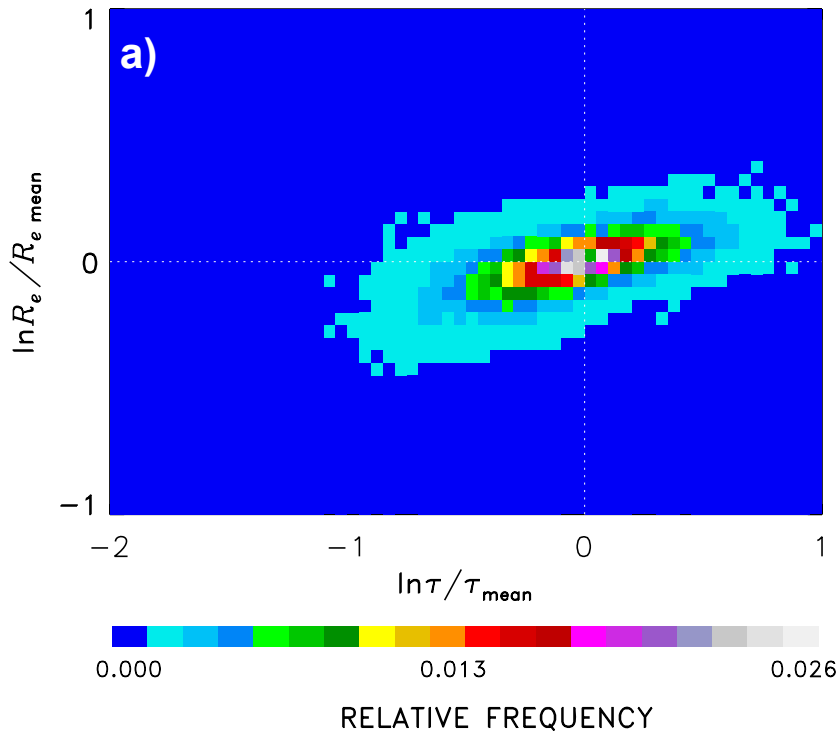 1
a)
lnR_e/R_e mean
0
−1
−2 −1 0 1
lnτ/τ_mean
0.000 0.013 0.026
RELATIVE FREQUENCY